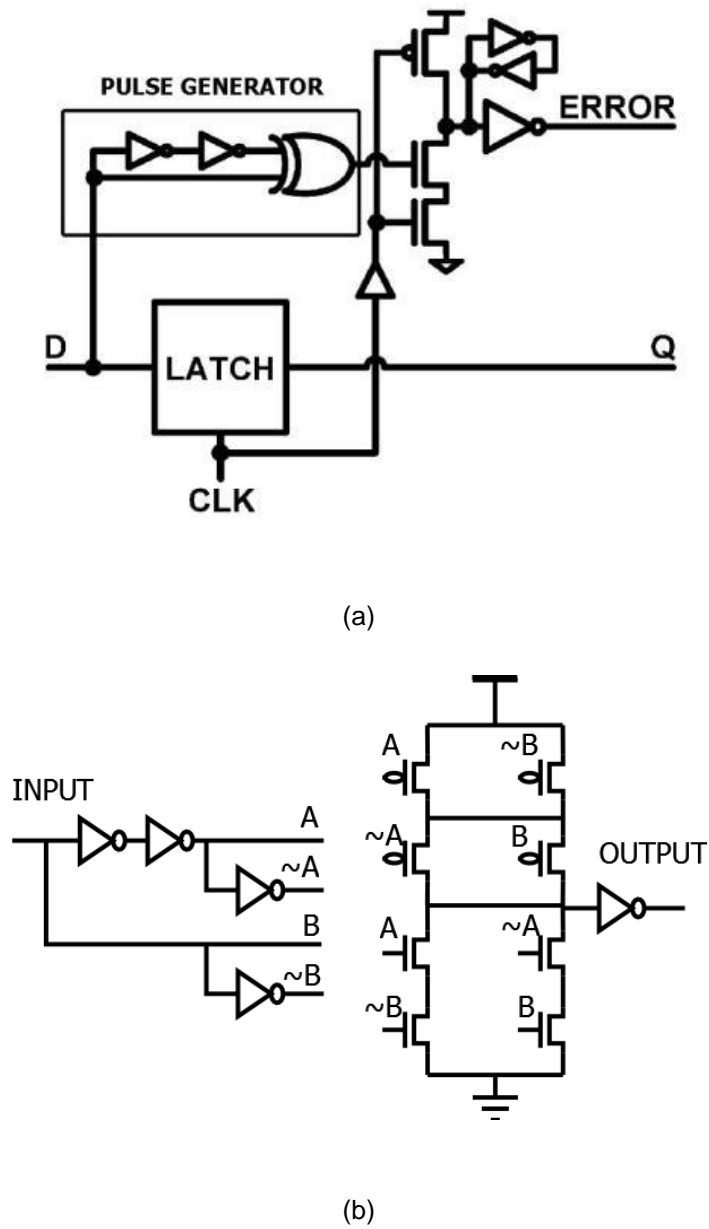 PULSE GENERATOR
ERROR
D
LATCH
Q
CLK
(a)
INPUT
A
~A
B
~B
A
~B
~A
B
OUTPUT
A
~A
~B
B
(b)